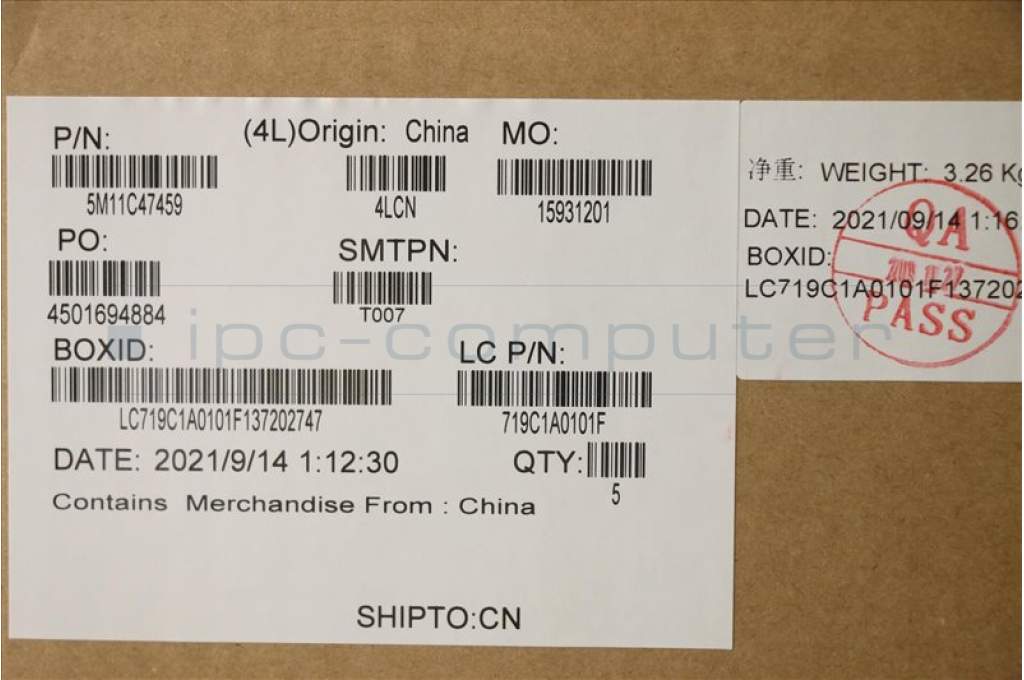 P/N: (4L)Origin: China MO:
5M11C47459 4LCN 15931201
PO: SMTPN:
4501694884 T007
BOXID: LC P/N:
LC719C1A0101F137202747 719C1A0101F
DATE: 2021/9/14 1:12:30 QTY:
5
Contains Merchandise From : China
SHIPTO:CN
净重: WEIGHT: 3.26 Kg
DATE: 2021/09/14 1:16
BOXID:
LC719C1A0101F137202
QA
PASS
ipc-computer